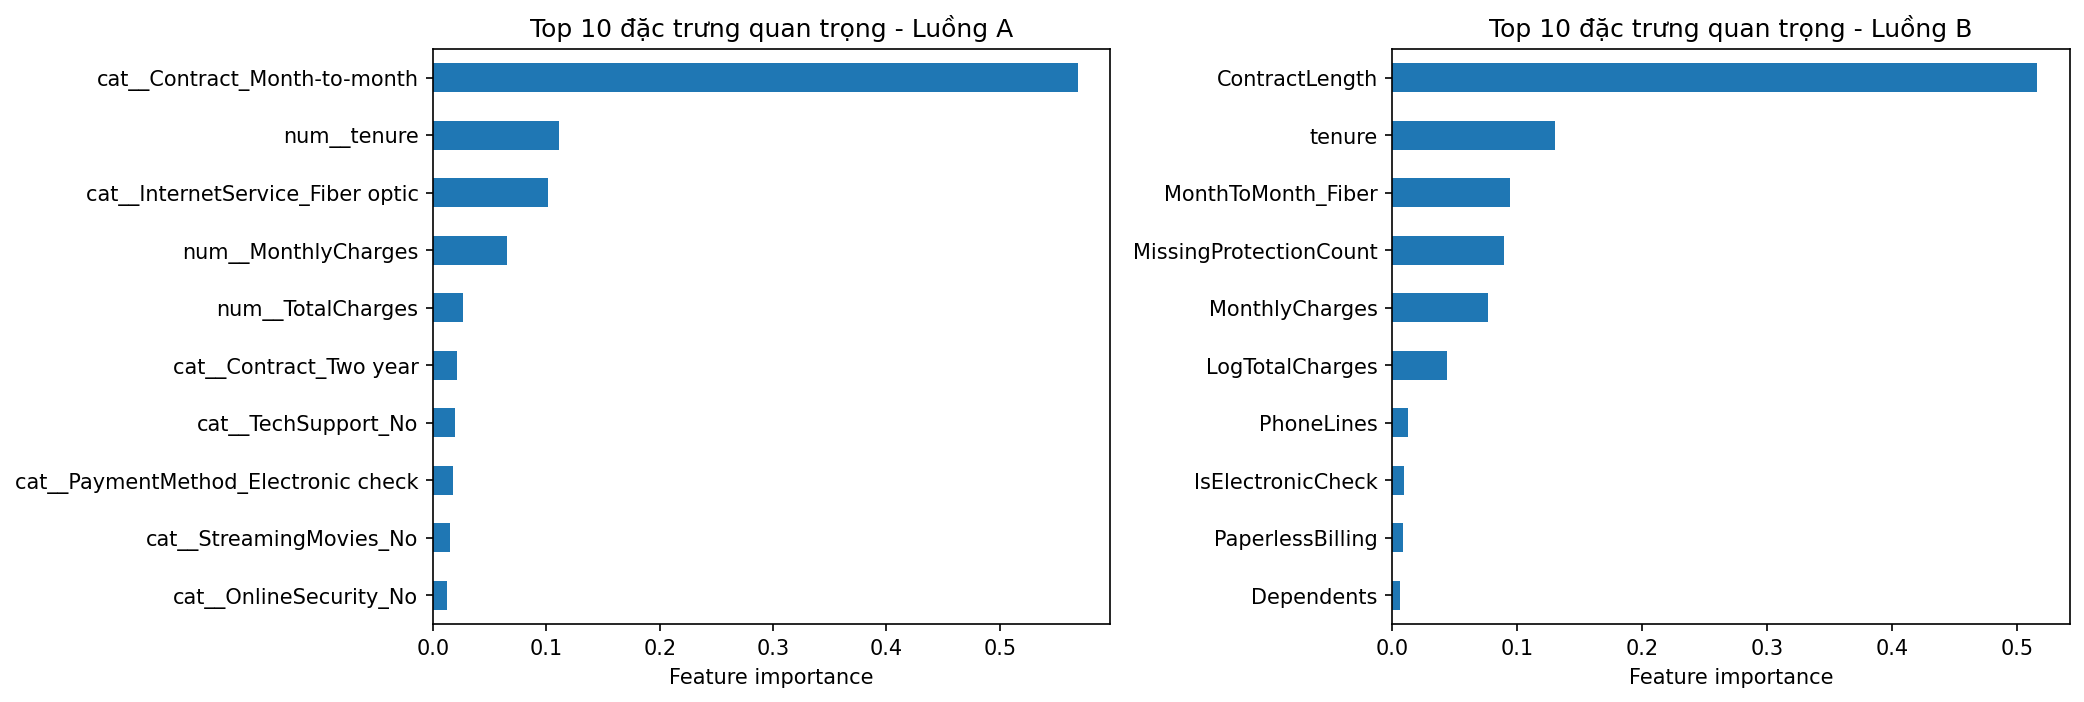 Top 10 đặc trưng quan trọng - Luồng A
cat__Contract_Month-to-month
num__tenure
cat__InternetService_Fiber optic
num__MonthlyCharges
num__TotalCharges
cat__Contract_Two year
cat__TechSupport_No
cat__PaymentMethod_Electronic check
cat__StreamingMovies_No
cat__OnlineSecurity_No
0.0 0.1 0.2 0.3 0.4 0.5
Feature importance
Top 10 đặc trưng quan trọng - Luồng B
ContractLength
tenure
MonthToMonth_Fiber
MissingProtectionCount
MonthlyCharges
LogTotalCharges
PhoneLines
IsElectronicCheck
PaperlessBilling
Dependents
0.0 0.1 0.2 0.3 0.4 0.5
Feature importance